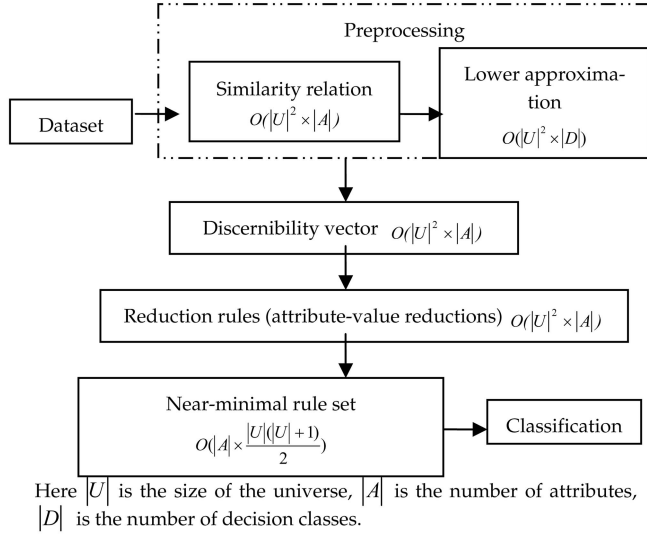 Preprocessing
Similarity relation
O(|U|² × |A|)
Lower approxima-
tion
O(|U|² × |D|)
Dataset
Discernibility vector O(|U|² × |A|)
Reduction rules (attribute-value reductions) O(|U|² × |A|)
Near-minimal rule set
O(|A| × |U|(|U| + 1)/2)
Classification
Here |U| is the size of the universe, |A| is the number of attributes,
|D| is the number of decision classes.